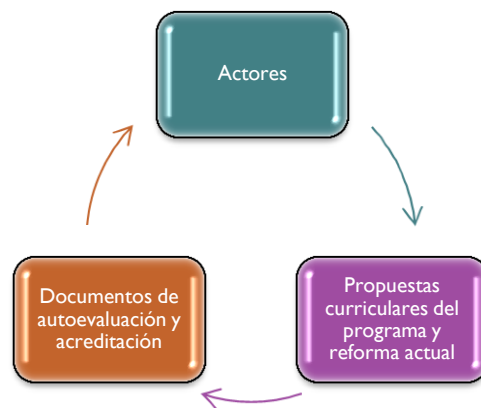 Actores
Documentos de
autoevaluación y
acreditación
Propuestas
curriculares del
programa y
reforma actual